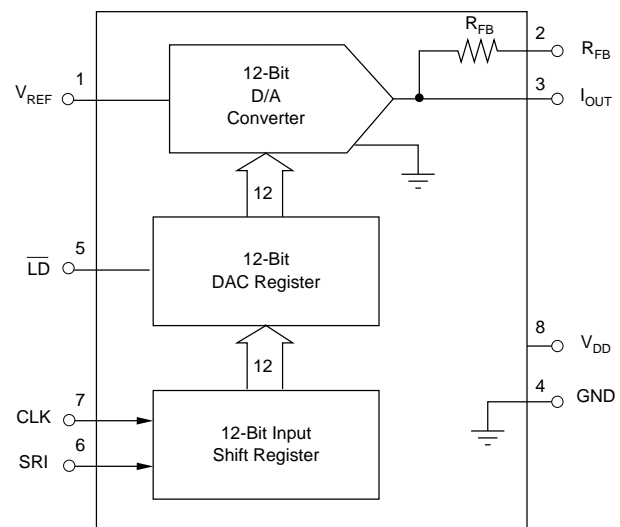 R_FB
2
R_FB
12-Bit
D/A
Converter
1
V_REF
3
I_OUT
12
5
L̅D̅
12-Bit
DAC Register
8
V_DD
12
4
GND
7
CLK
6
SRI
12-Bit Input
Shift Register